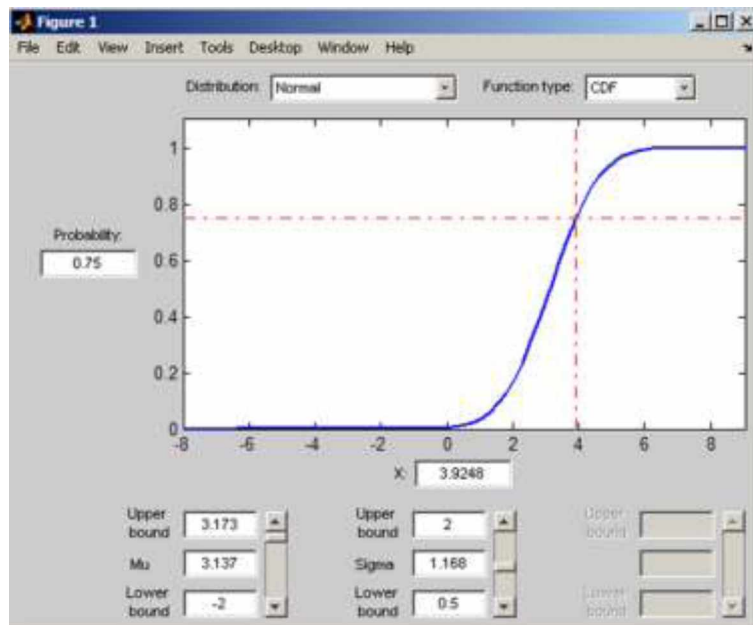 Figure 1
File Edit View Insert Tools Desktop Window Help
Distribution: Normal Function type: CDF
1
0.8
Probability:
0.75
0.6
0.4
0.2
0
-8 -6 -4 -2 0 2 4 6 8
X: 3.9248
Upper bound 3.173 Upper bound 2 Upper bound
Mu 3.137 Sigma 1.168
Lower bound -2 Lower bound 0.5 Lower bound